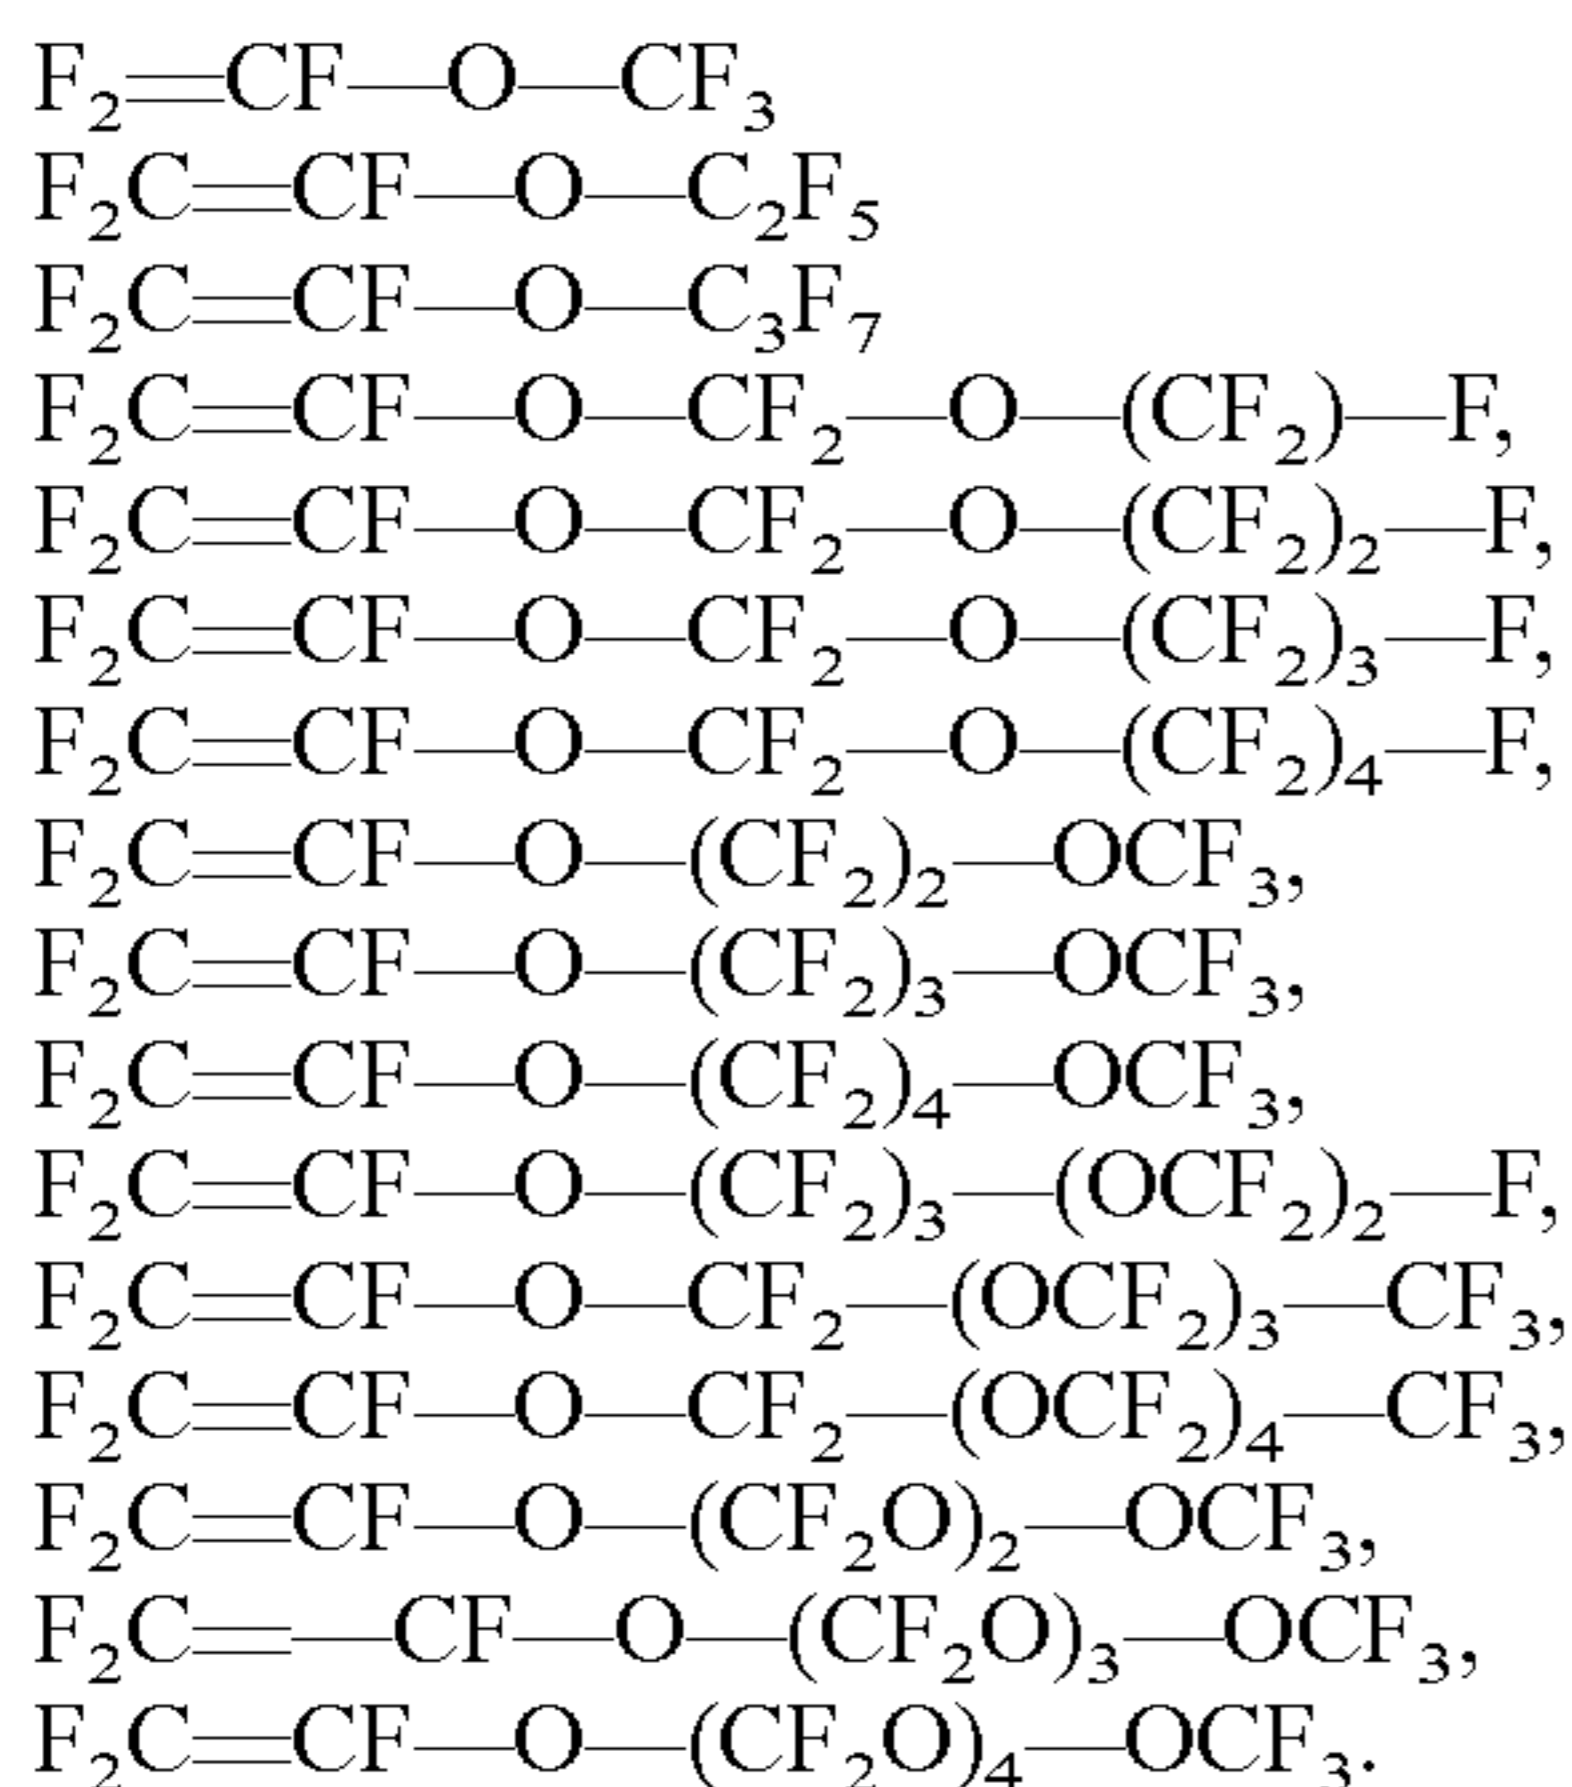 F₂=CF—O—CF₃
F₂C=CF—O—C₂F₅
F₂C=CF—O—C₃F₇
F₂C=CF—O—CF₂—O—(CF₂)—F,
F₂C=CF—O—CF₂—O—(CF₂)₂—F,
F₂C=CF—O—CF₂—O—(CF₂)₃—F,
F₂C=CF—O—CF₂—O—(CF₂)₄—F,
F₂C=CF—O—(CF₂)₂—OCF₃,
F₂C=CF—O—(CF₂)₃—OCF₃,
F₂C=CF—O—(CF₂)₄—OCF₃,
F₂C=CF—O—(CF₂)₃—(OCF₂)₂—F,
F₂C=CF—O—CF₂—(OCF₂)₃—CF₃,
F₂C=CF—O—CF₂—(OCF₂)₄—CF₃,
F₂C=CF—O—(CF₂O)₂—OCF₃,
F₂C=—CF—O—(CF₂O)₃—OCF₃,
F₂C=CF—O—(CF₂O)₄—OCF₃.